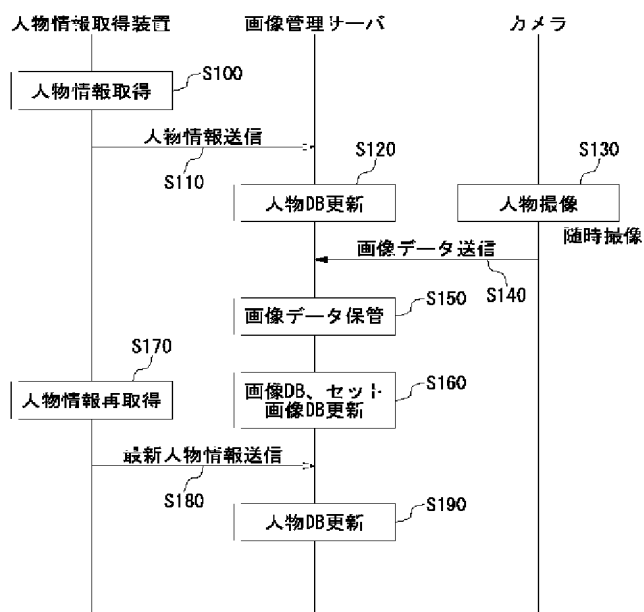 人物情報取得装置
画像管理サーバ
カメラ
人物情報取得
S100
人物情報送信
S110
S120
人物DB更新
S130
人物撮像
随時撮像
画像データ送信
S140
画像データ保管
S150
S170
人物情報再取得
画像DB、セット
画像DB更新
S160
最新人物情報送信
S180
人物DB更新
S190